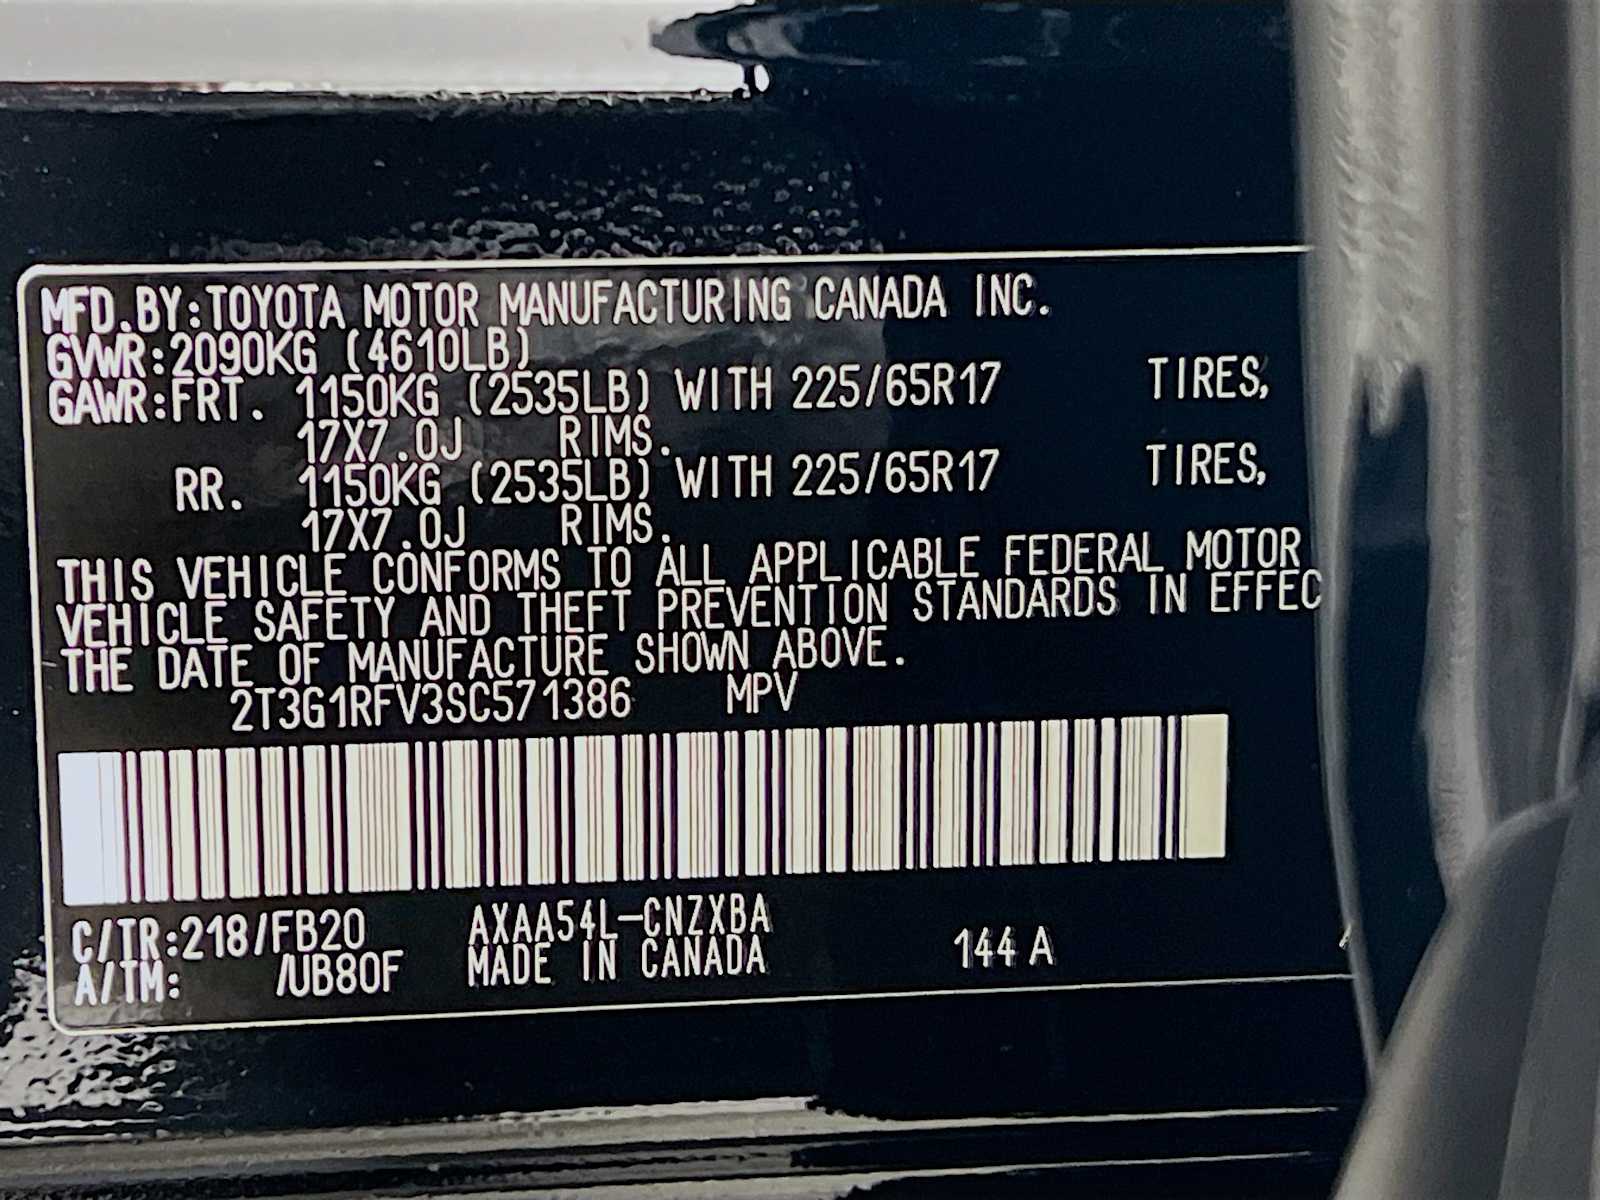 MFD.BY:TOYOTA MOTOR MANUFACTURING CANADA INC.
GVWR:2090KG (4610LB)
GAWR:FRT. 1150KG (2535LB) WITH 225/65R17 TIRES,
17X7.0J RIMS.
RR. 1150KG (2535LB) WITH 225/65R17 TIRES,
17X7.0J RIMS.
THIS VEHICLE CONFORMS TO ALL APPLICABLE FEDERAL MOTOR
VEHICLE SAFETY AND THEFT PREVENTION STANDARDS IN EFFEC
THE DATE OF MANUFACTURE SHOWN ABOVE.
2T3G1RFV3SC571386 MPV
C/TR:218/FB20 AXAA54L-CNZXBA
A/TM: /UB80F MADE IN CANADA 144 A